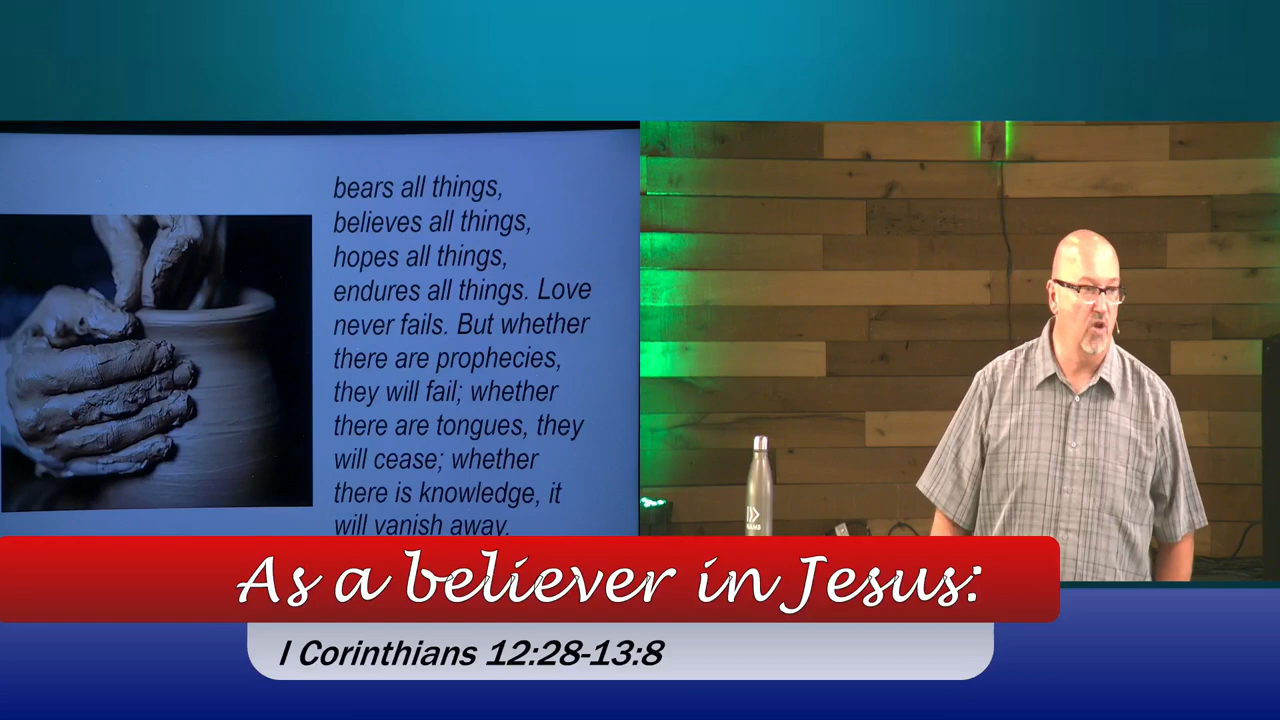 bears all things,
believes all things,
hopes all things,
endures all things. Love
never fails. But whether
there are prophecies,
they will fail; whether
there are tongues, they
will cease; whether
there is knowledge, it
will vanish away.
As a believer in Jesus:
I Corinthians 12:28-13:8